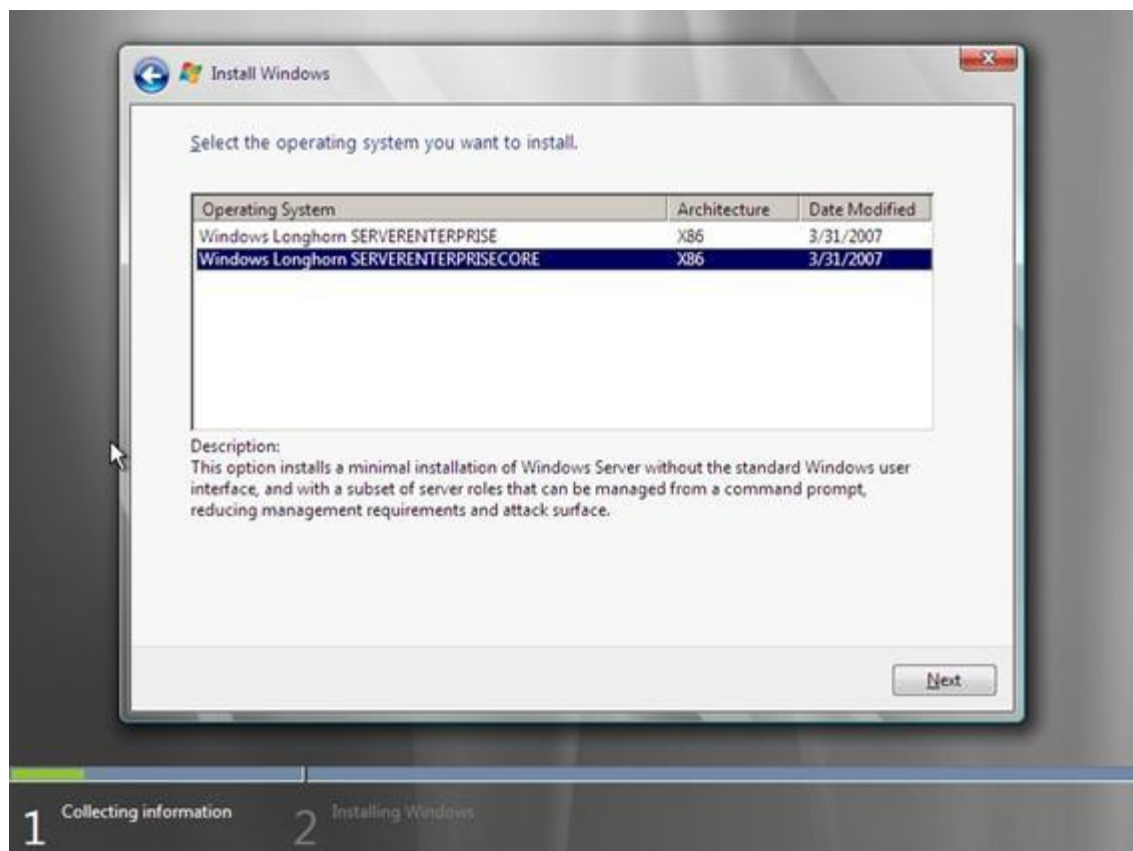 Install Windows
Select the operating system you want to install.
Operating System Architecture Date Modified
Windows Longhorn SERVERENTERPRISE X86 3/31/2007
Windows Longhorn SERVERENTERPRISECORE X86 3/31/2007
Description:
This option installs a minimal installation of Windows Server without the standard Windows user
interface, and with a subset of server roles that can be managed from a command prompt,
reducing management requirements and attack surface.
Next
1 Collecting information 2 Installing Windows